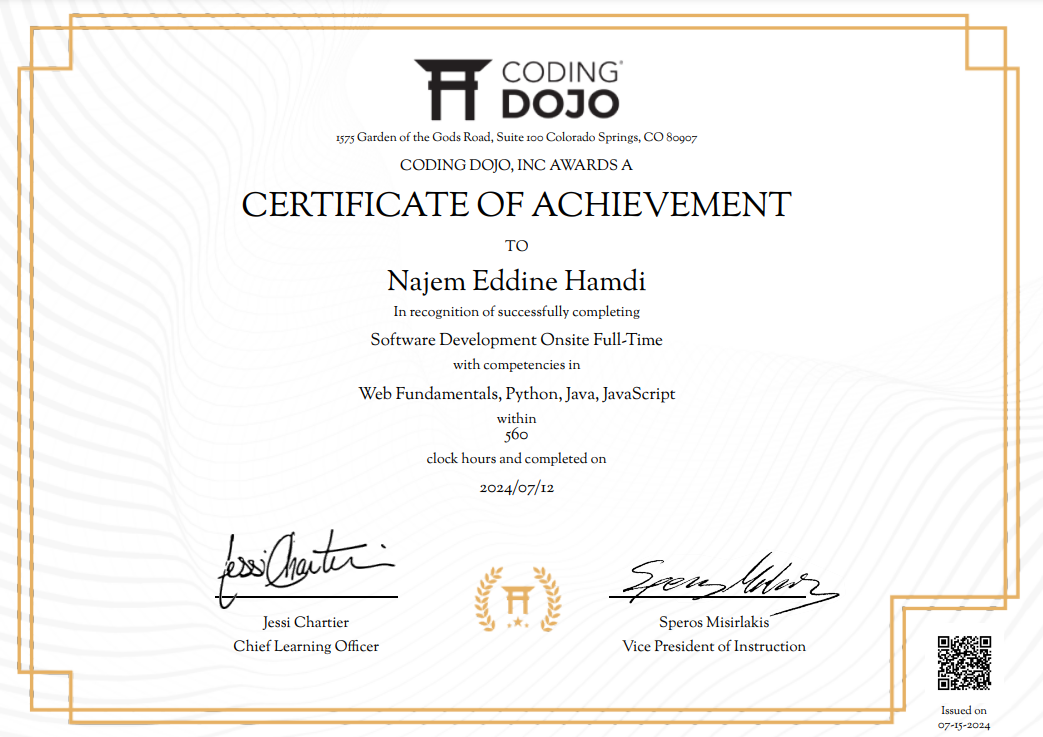 CODING
DOJO
1575 Garden of the Gods Road, Suite 100 Colorado Springs, CO 80907
CODING DOJO, INC AWARDS A
CERTIFICATE OF ACHIEVEMENT
TO
Najem Eddine Hamdi
In recognition of successfully completing
Software Development Onsite Full-Time
with competencies in
Web Fundamentals, Python, Java, JavaScript
within
560
clock hours and completed on
2024/07/12
Jessi Chartier
Jessi Chartier
Chief Learning Officer
Speros Misirlakis
Vice President of Instruction
Issued on
07-15-2024